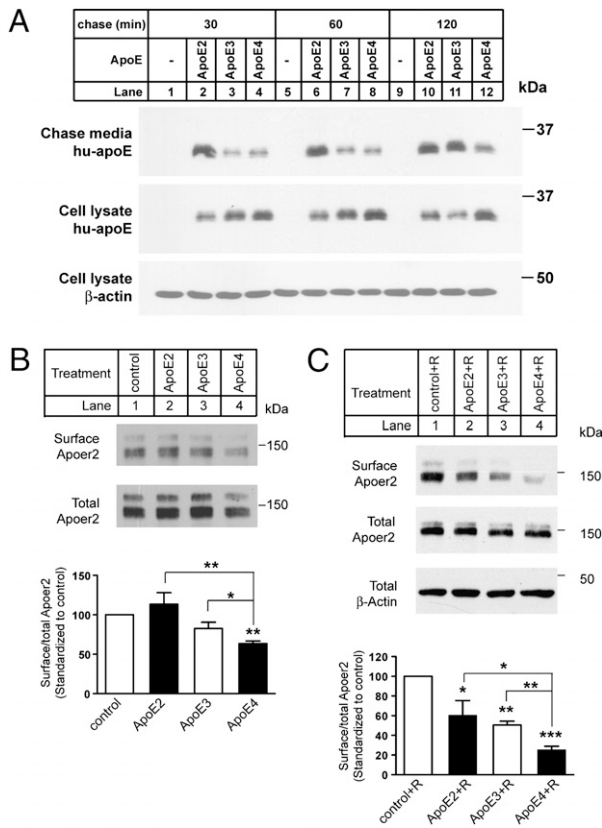 A
chase (min) 30 60 120
ApoE - ApoE2 ApoE3 ApoE4 - ApoE2 ApoE3 ApoE4 - ApoE2 ApoE3 ApoE4
Lane 1 2 3 4 5 6 7 8 9 10 11 12 kDa
Chase media hu-apoE 37
Cell lysate hu-apoE 37
Cell lysate β-actin 50
B
Treatment control ApoE2 ApoE3 ApoE4
Lane 1 2 3 4 kDa
Surface Apoer2 150
Total Apoer2 150
Surface/total Apoer2
(Standardized to control)
150
100
50
0
**
*
**
control ApoE2 ApoE3 ApoE4
C
Treatment control+R ApoE2+R ApoE3+R ApoE4+R
Lane 1 2 3 4 kDa
Surface Apoer2 150
Total Apoer2 150
Total β-Actin 50
Surface/total Apoer2
(Standardized to control)
120
100
80
60
40
20
0
*
**
* ** ***
control+R ApoE2+R ApoE3+R ApoE4+R